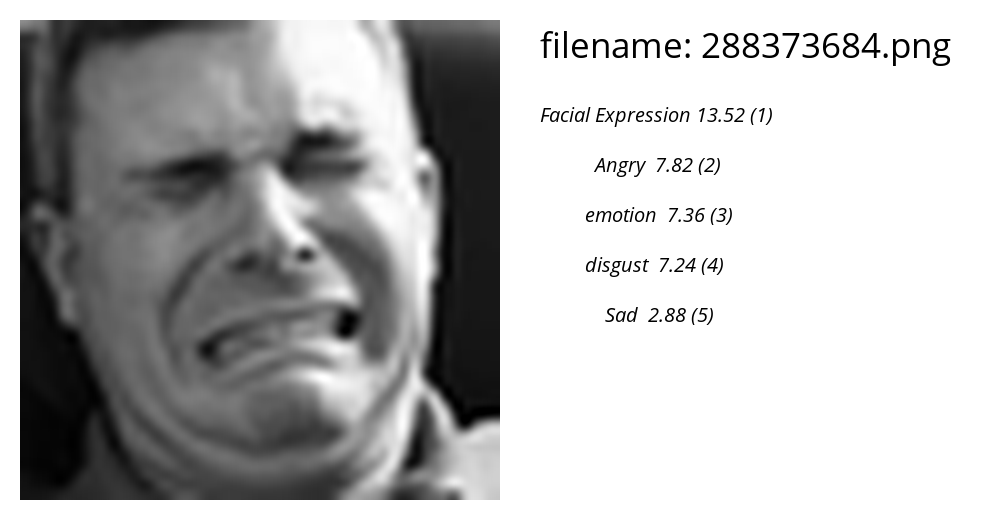 filename: 288373684.png
Facial Expression 13.52 (1)
Angry 7.82 (2)
emotion 7.36 (3)
disgust 7.24 (4)
Sad 2.88 (5)